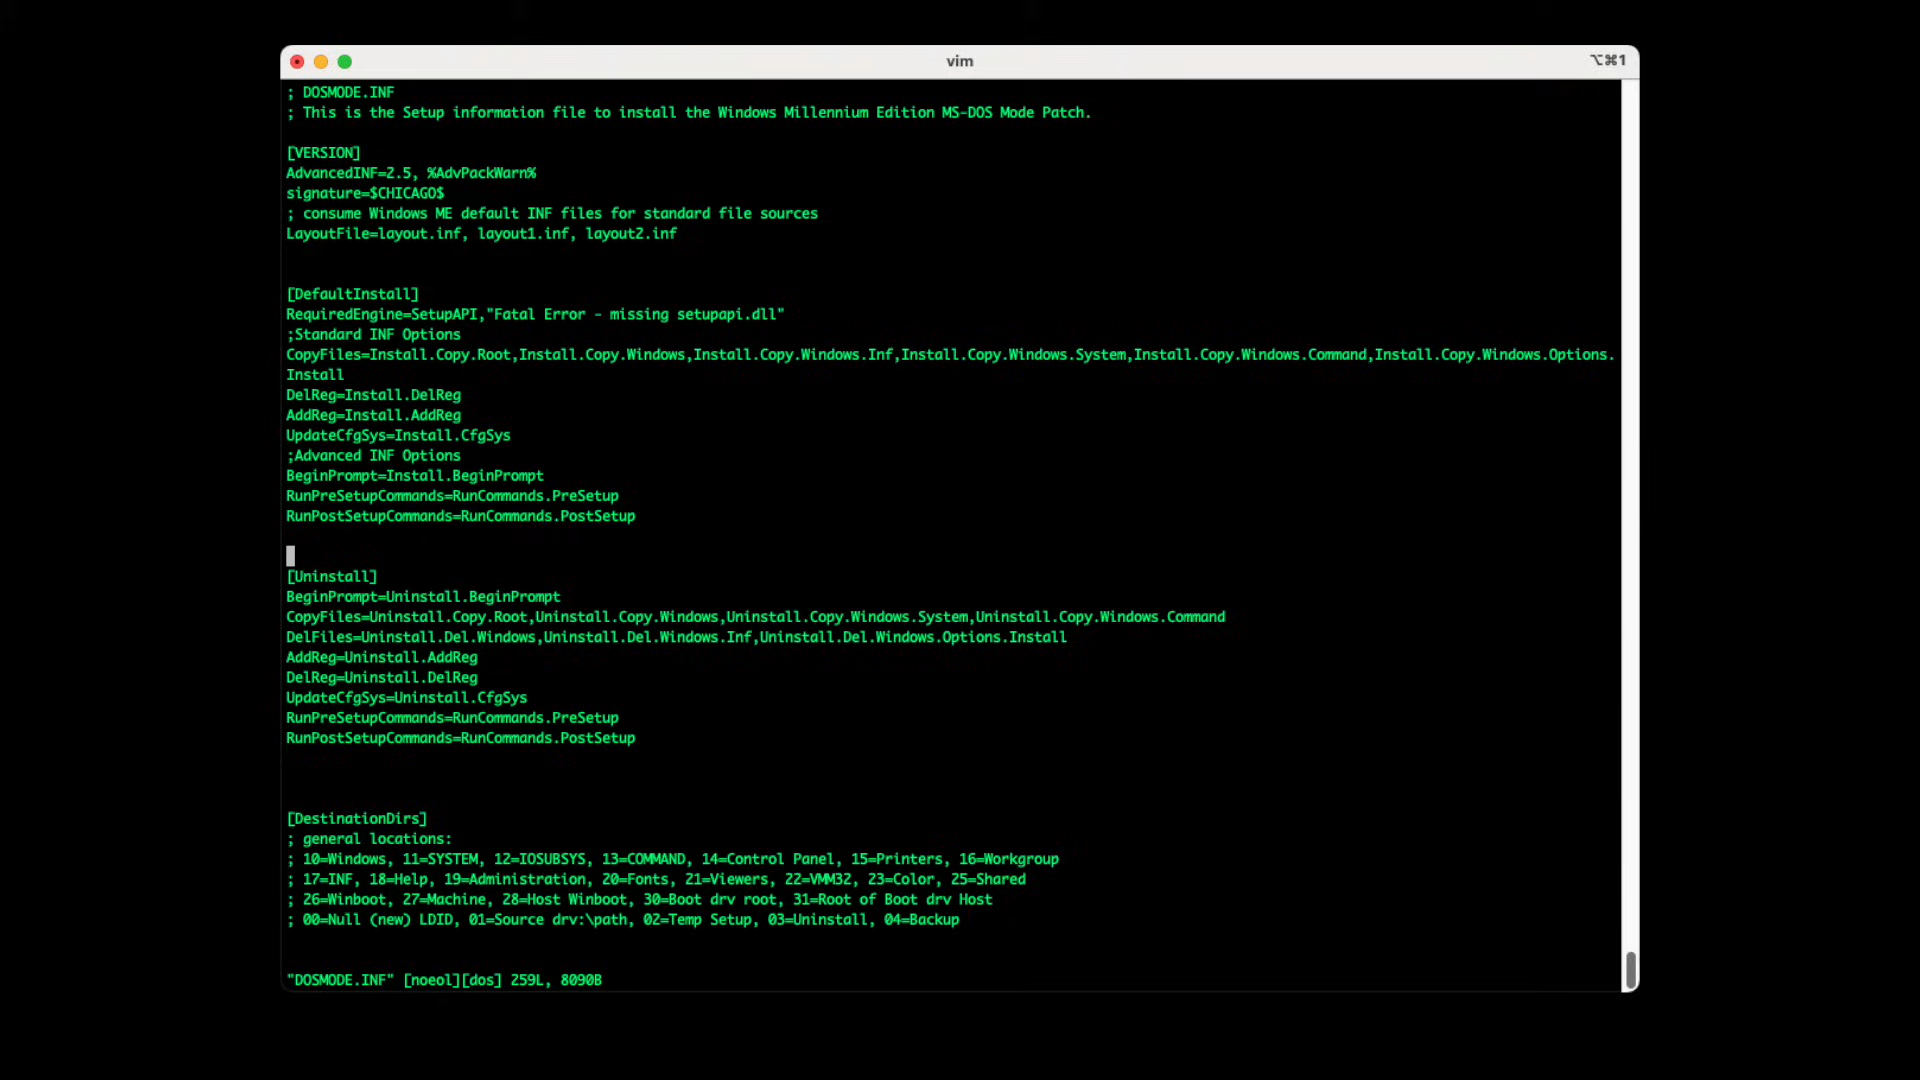 vim
⌥⌘1
; DOSMODE.INF
; This is the Setup information file to install the Windows Millennium Edition MS-DOS Mode Patch.
[VERSION]
AdvancedINF=2.5, %AdvPackWarn%
signature=$CHICAGO$
; consume Windows ME default INF files for standard file sources
LayoutFile=layout.inf, layout1.inf, layout2.inf
[DefaultInstall]
RequiredEngine=SetupAPI,"Fatal Error - missing setupapi.dll"
;Standard INF Options
CopyFiles=Install.Copy.Root,Install.Copy.Windows,Install.Copy.Windows.Inf,Install.Copy.Windows.System,Install.Copy.Windows.Command,Install.Copy.Windows.Options.
Install
DelReg=Install.DelReg
AddReg=Install.AddReg
UpdateCfgSys=Install.CfgSys
;Advanced INF Options
BeginPrompt=Install.BeginPrompt
RunPreSetupCommands=RunCommands.PreSetup
RunPostSetupCommands=RunCommands.PostSetup
[Uninstall]
BeginPrompt=Uninstall.BeginPrompt
CopyFiles=Uninstall.Copy.Root,Uninstall.Copy.Windows,Uninstall.Copy.Windows.System,Uninstall.Copy.Windows.Command
DelFiles=Uninstall.Del.Windows,Uninstall.Del.Windows.Inf,Uninstall.Del.Windows.Options.Install
AddReg=Uninstall.AddReg
DelReg=Uninstall.DelReg
UpdateCfgSys=Uninstall.CfgSys
RunPreSetupCommands=RunCommands.PreSetup
RunPostSetupCommands=RunCommands.PostSetup
[DestinationDirs]
; general locations:
; 10=Windows, 11=SYSTEM, 12=IOSUBSYS, 13=COMMAND, 14=Control Panel, 15=Printers, 16=Workgroup
; 17=INF, 18=Help, 19=Administration, 20=Fonts, 21=Viewers, 22=VMM32, 23=Color, 25=Shared
; 26=Winboot, 27=Machine, 28=Host Winboot, 30=Boot drv root, 31=Root of Boot drv Host
; 00=Null (new) LDID, 01=Source drv:\path, 02=Temp Setup, 03=Uninstall, 04=Backup
"DOSMODE.INF" [noeol][dos] 259L, 8090B